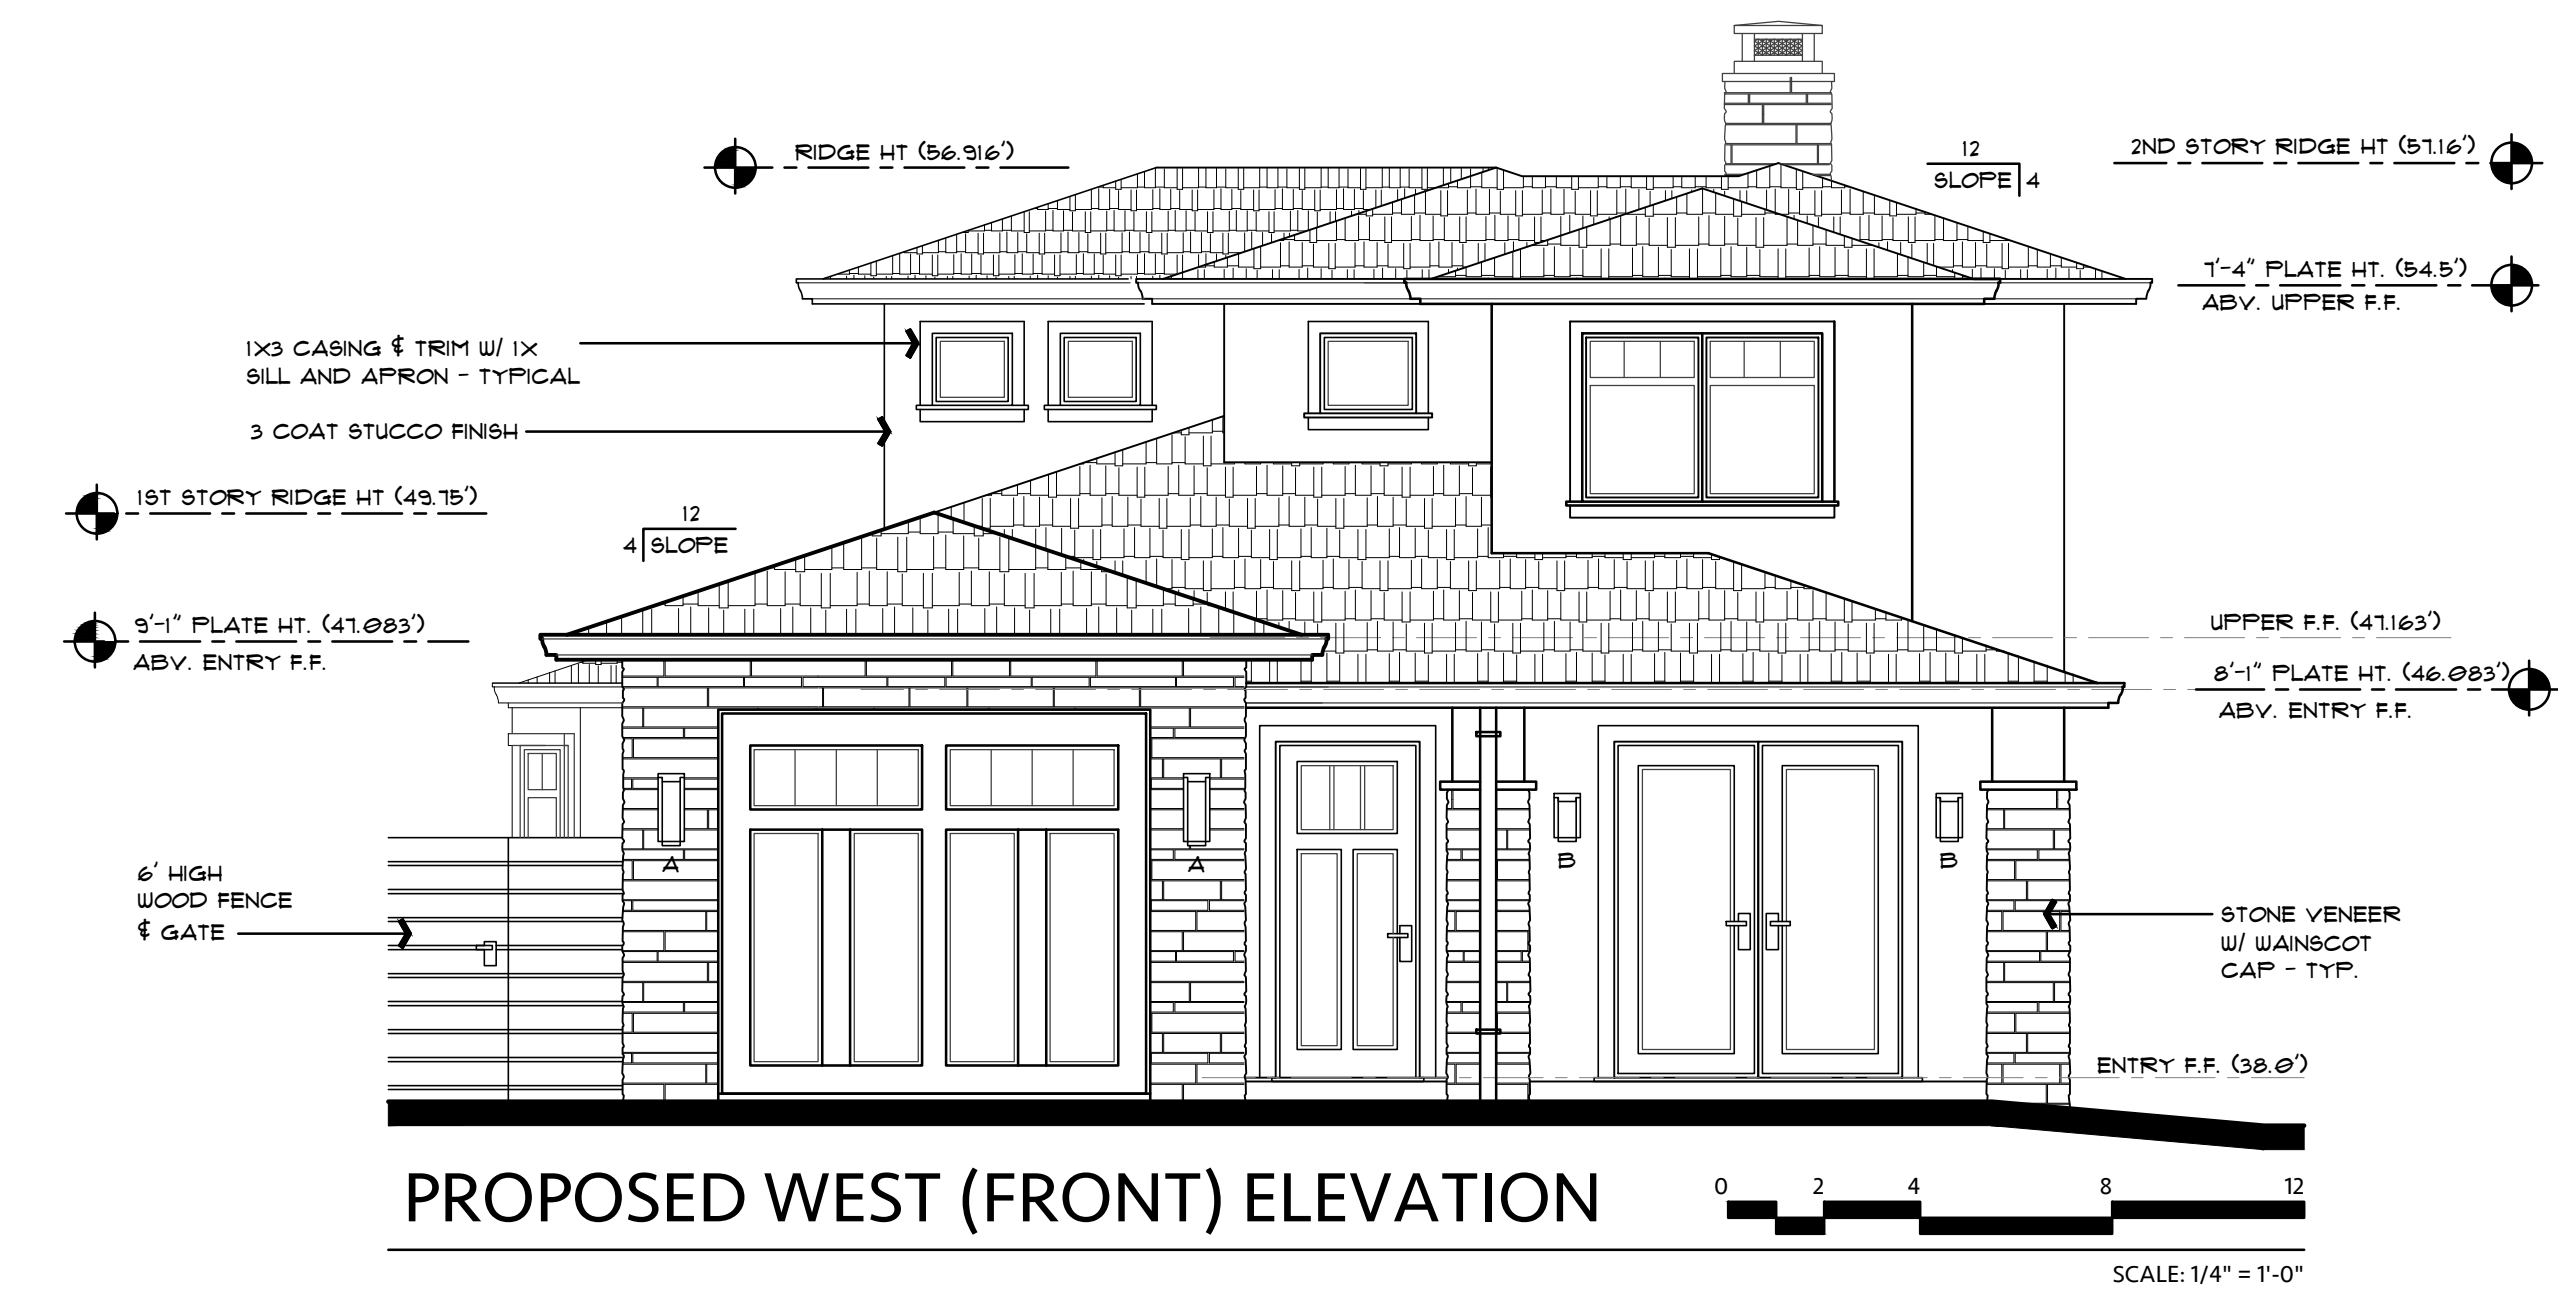 RIDGE HT (56.916')
12
SLOPE 4
2ND STORY RIDGE HT (57.16')
7'-4" PLATE HT. (54.5')
ABV. UPPER F.F.
1X3 CASING & TRIM W/ 1X
SILL AND APRON - TYPICAL
3 COAT STUCCO FINISH
1ST STORY RIDGE HT (49.75')
12
4 SLOPE
9'-1" PLATE HT. (47.083')
ABV. ENTRY F.F.
UPPER F.F. (47.163')
8'-1" PLATE HT. (46.083')
ABV. ENTRY F.F.
A
A
B
B
6' HIGH
WOOD FENCE
& GATE
STONE VENEER
W/ WAINSCOT
CAP - TYP.
ENTRY F.F. (38.0')
PROPOSED WEST (FRONT) ELEVATION
0 2 4 8 12
SCALE: 1/4" = 1'-0"